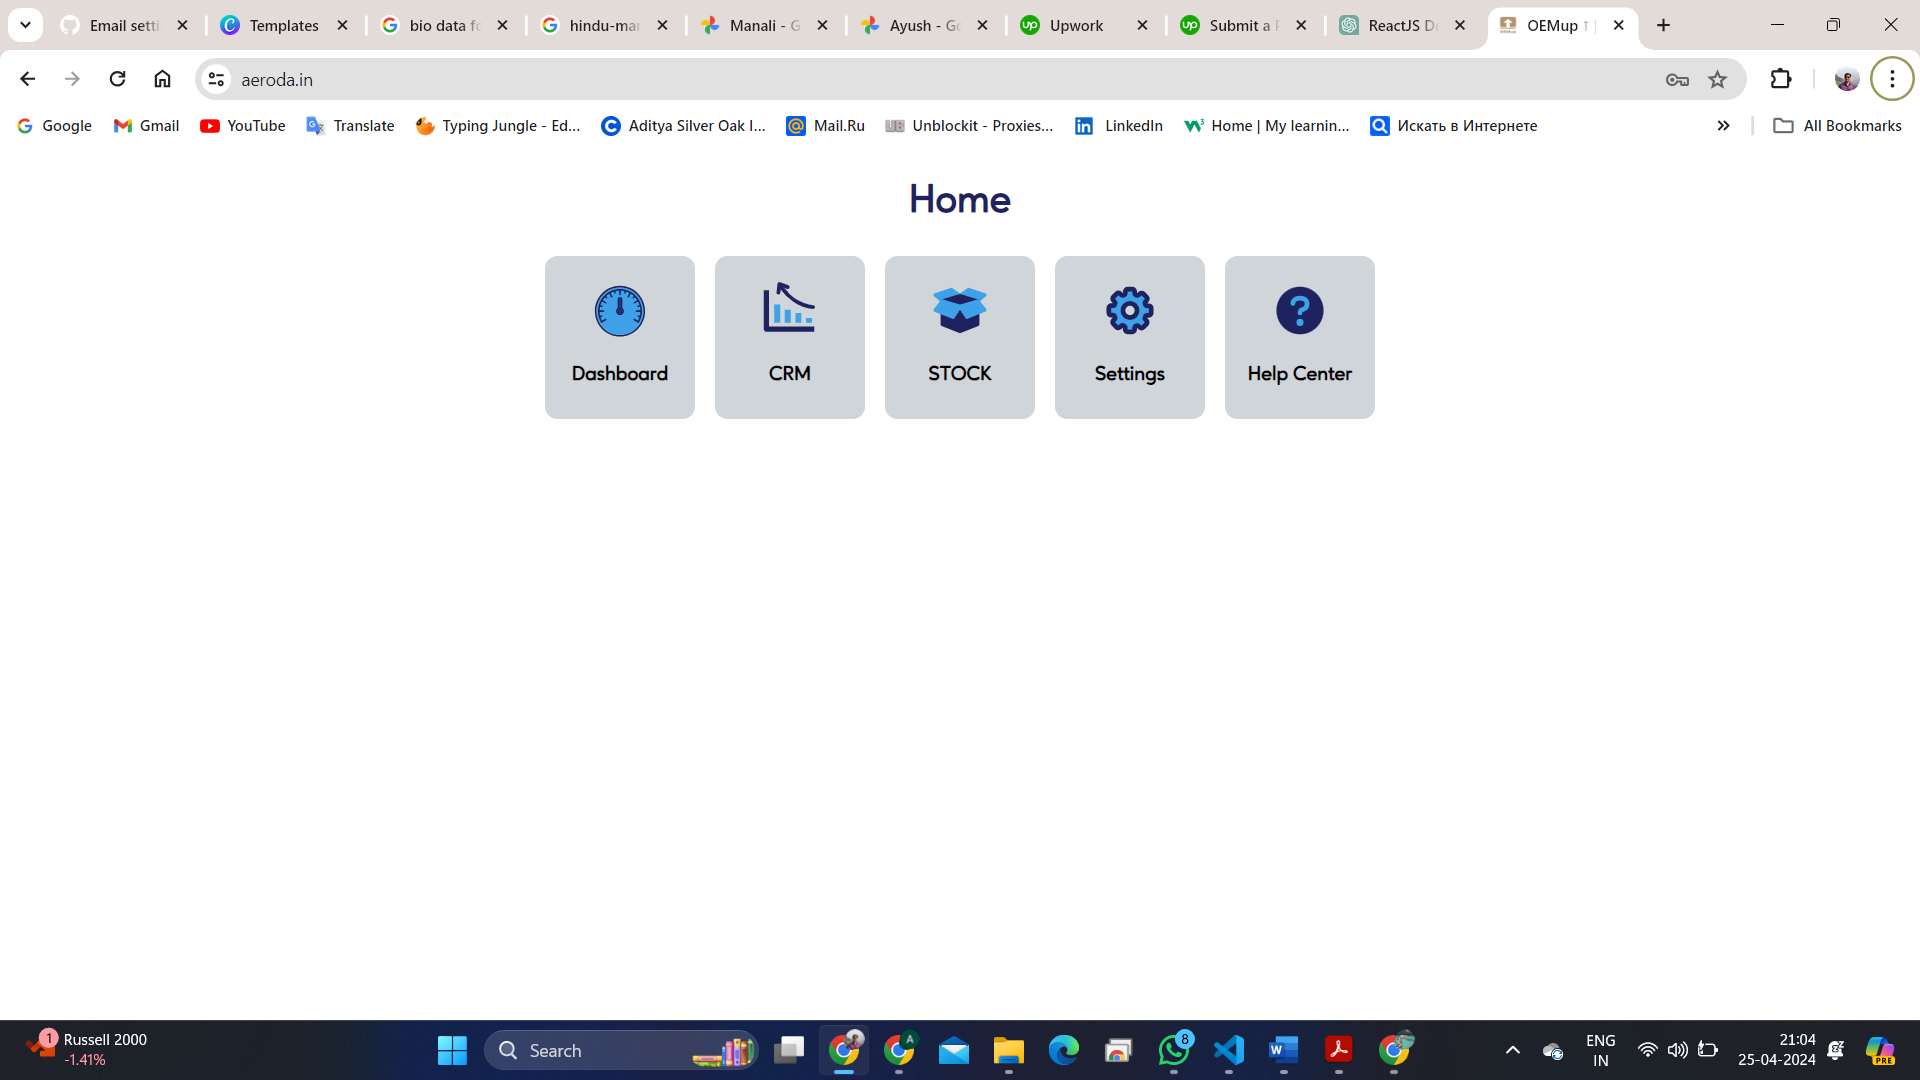 Email setti
Templates
bio data fo
hindu-mar
Manali - G
Ayush - Go
Upwork
Submit a P
ReactJS De
OEMup ↑ |
aeroda.in
Google
Gmail
YouTube
Translate
Typing Jungle - Ed...
Aditya Silver Oak I...
Mail.Ru
Unblockit - Proxies...
LinkedIn
Home | My learnin...
Искать в Интернете
All Bookmarks
Home
Dashboard
CRM
STOCK
Settings
Help Center
1
Russell 2000
-1.41%
Search
A
8
ENG
IN
21:04
25-04-2024
PRE